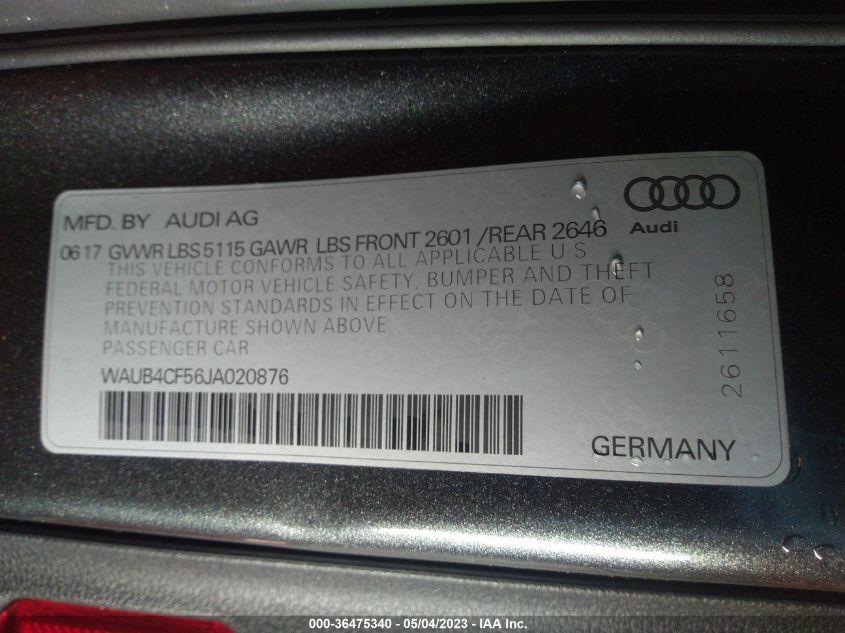 MFD. BY AUDI AG
Audi
06 17 GVWR LBS 5115 GAWR LBS FRONT 2601 /REAR 2646
THIS VEHICLE CONFORMS TO ALL APPLICABLE U.S.
FEDERAL MOTOR VEHICLE SAFETY, BUMPER AND THEFT
PREVENTION STANDARDS IN EFFECT ON THE DATE OF
MANUFACTURE SHOWN ABOVE
PASSENGER CAR
WAUB4CF56JA020876
2611658
GERMANY
000-36475340 - 05/04/2023 - IAA Inc.